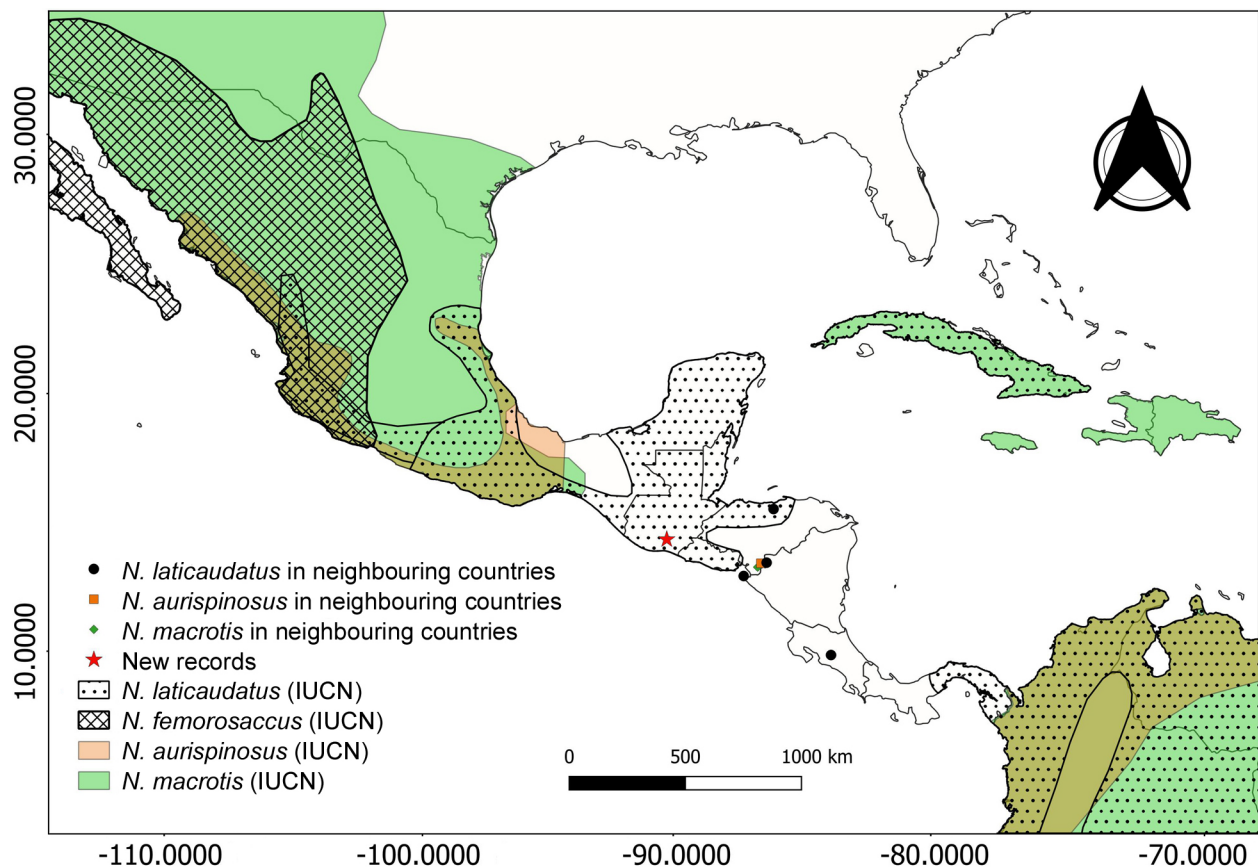 30.0000
20.0000
10.0000
N. laticaudatus in neighbouring countries
N. aurispinosus in neighbouring countries
N. macrotis in neighbouring countries
New records
N. laticaudatus (IUCN)
N. femorosaccus (IUCN)
N. aurispinosus (IUCN)
N. macrotis (IUCN)
0 500 1000 km
-110.0000 -100.0000 -90.0000 -80.0000 -70.0000